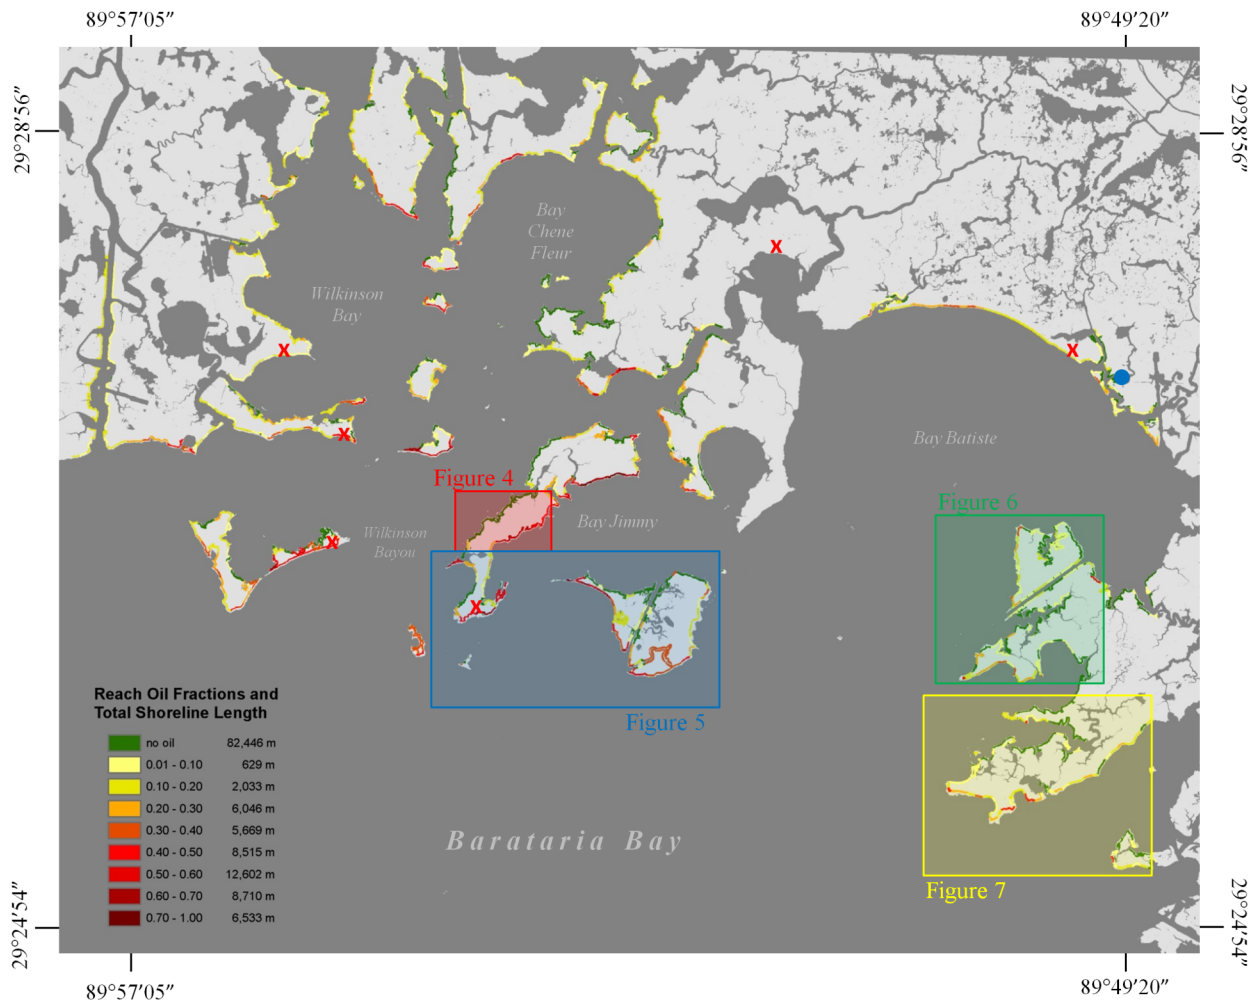 89°57′05″
89°49′20″
29°28′56″
29°28′56″
Bay
Chene
Fleur
X
Wilkinson
Bay
X
X
X
Bay Batiste
Figure 4
Bay Jimmy
Wilkinson
Bayou
X
X
Figure 6
Figure 5
Reach Oil Fractions and
Total Shoreline Length
no oil 82,446 m
0.01 - 0.10 629 m
0.10 - 0.20 2,033 m
0.20 - 0.30 6,046 m
0.30 - 0.40 5,669 m
0.40 - 0.50 8,515 m
0.50 - 0.60 12,602 m
0.60 - 0.70 8,710 m
0.70 - 1.00 6,533 m
Barataria Bay
Figure 7
29°24′54″
29°24′54″
89°57′05″
89°49′20″